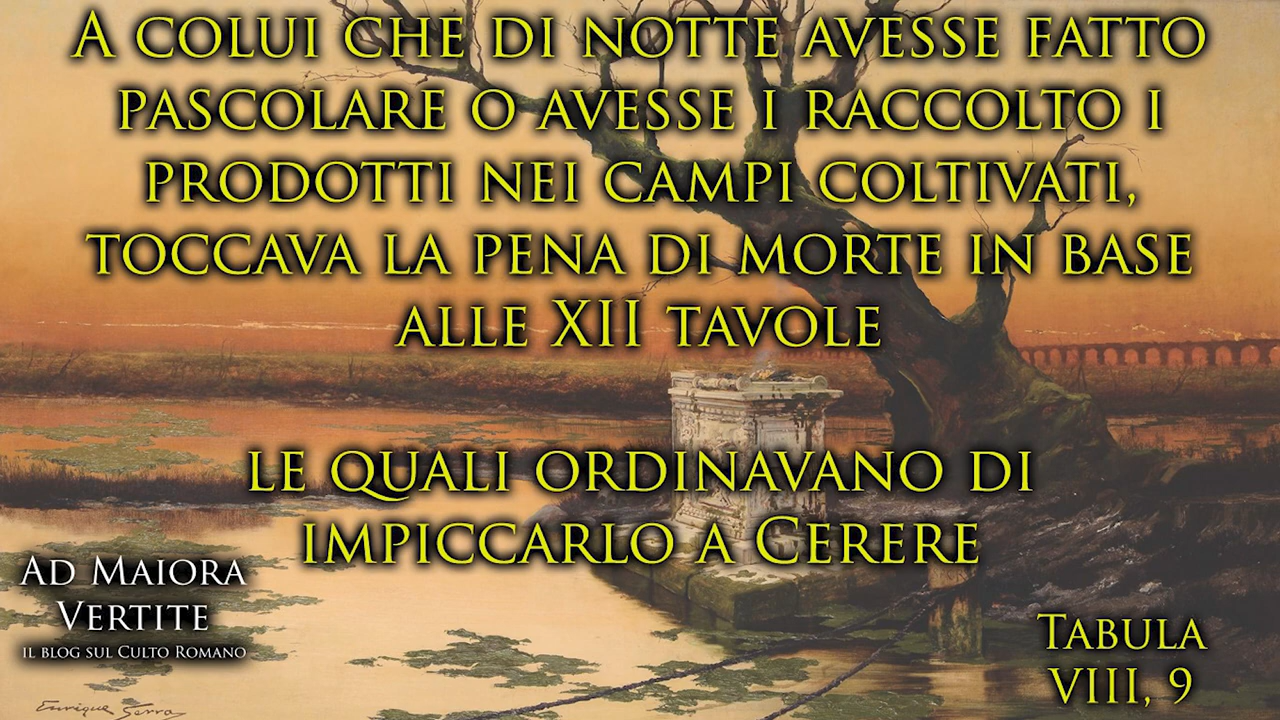 A COLUI CHE DI NOTTE AVESSE FATTO
PASCOLARE O AVESSE I RACCOLTO I
PRODOTTI NEI CAMPI COLTIVATI,
TOCCAVA LA PENA DI MORTE IN BASE
ALLE XII TAVOLE
LE QUALI ORDINAVANO DI
IMPICCARLO A CERERE
AD MAIORA
VERTITE
IL BLOG SUL CULTO ROMANO
TABULA
VIII, 9
Enrique Serra